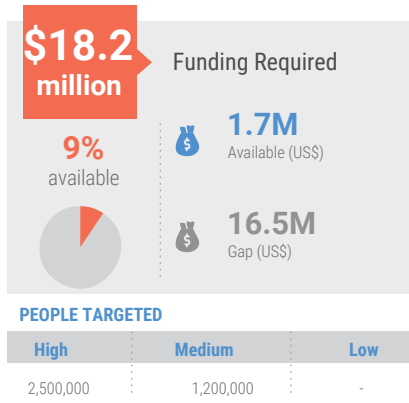 $18.2
million
Funding Required
9%
available
$
1.7M
Available (US$)
$
16.5M
Gap (US$)
PEOPLE TARGETED
High Medium Low
2,500,000 1,200,000 -